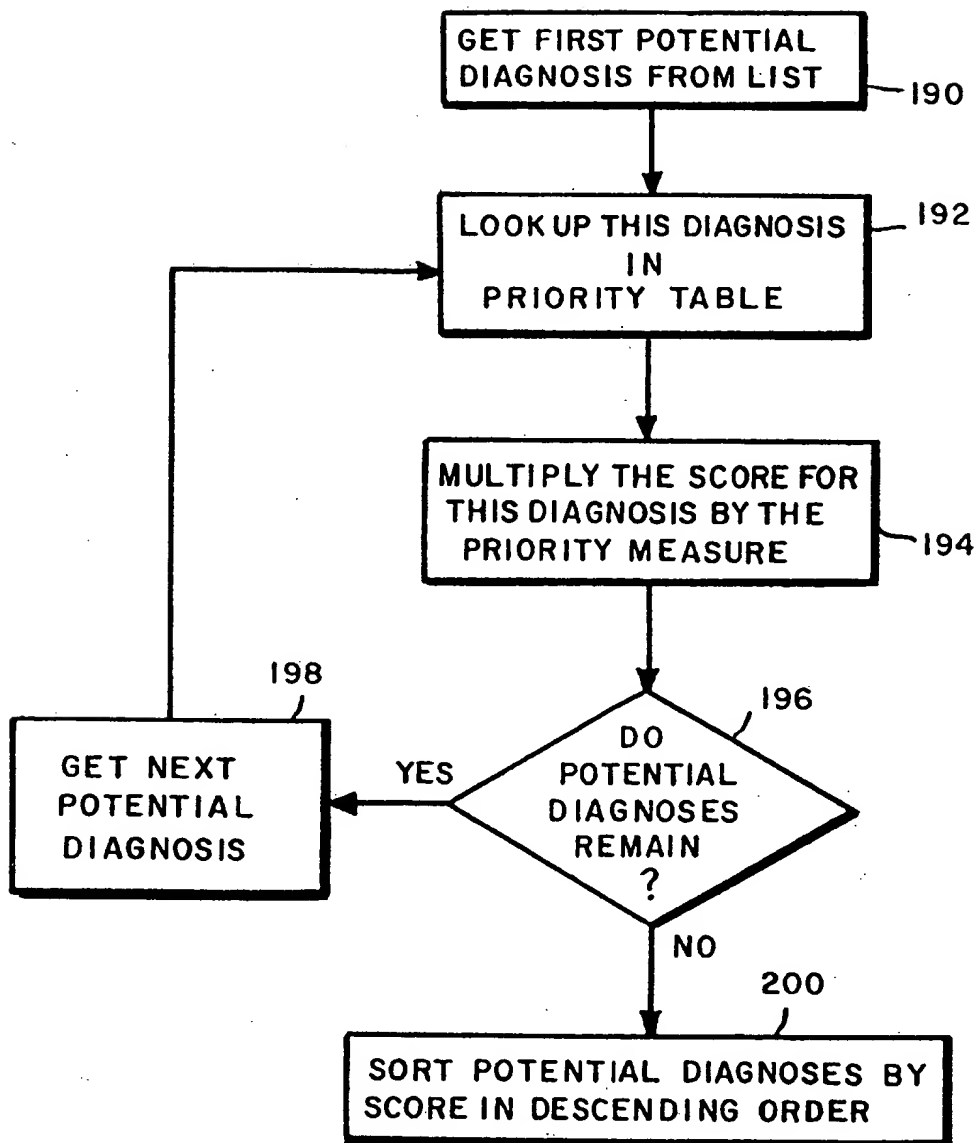 GET FIRST POTENTIAL
DIAGNOSIS FROM LIST
190
LOOK UP THIS DIAGNOSIS
IN
PRIORITY TABLE
192
MULTIPLY THE SCORE FOR
THIS DIAGNOSIS BY THE
PRIORITY MEASURE
194
198
GET NEXT
POTENTIAL
DIAGNOSIS
YES
196
DO
POTENTIAL
DIAGNOSES
REMAIN
?
NO
200
SORT POTENTIAL DIAGNOSES BY
SCORE IN DESCENDING ORDER